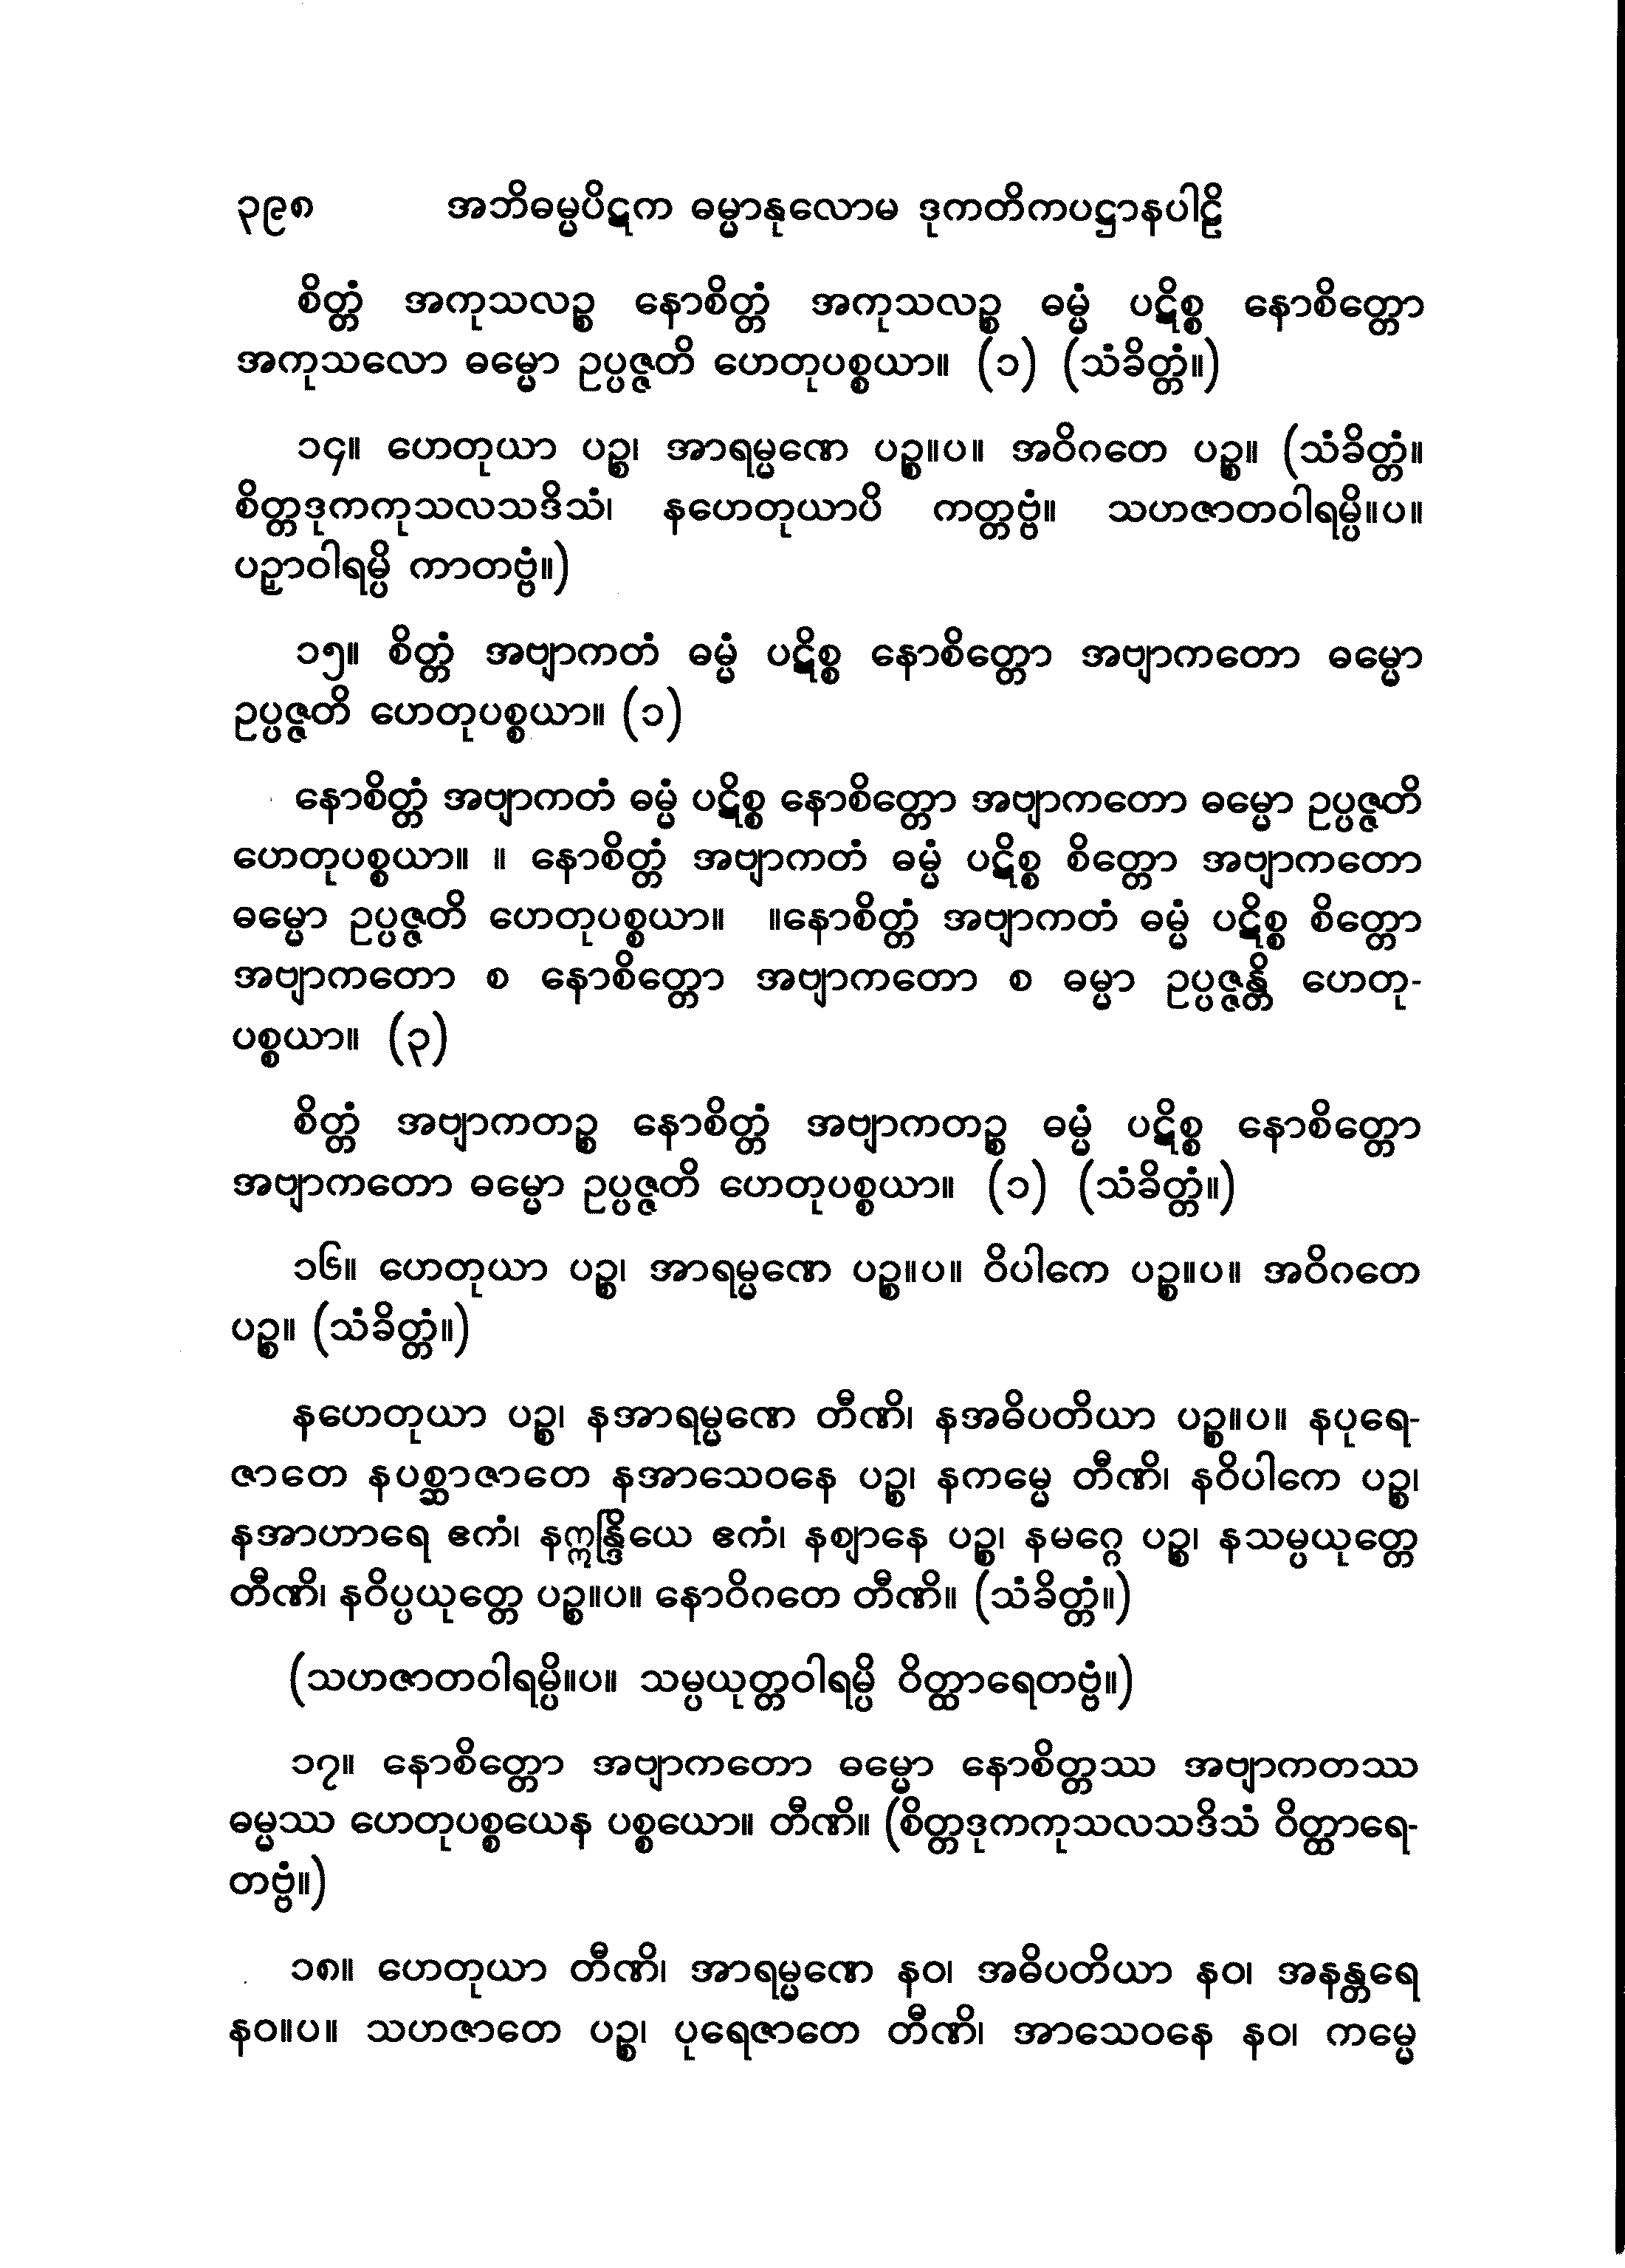 ၃၉၈ အဘိဓမ္မပိဋက ဓမ္မာနုလောမ ဒုကတိကပဋ္ဌာနပါဠိ
စိတ္တံ အကုသလဉ္စ နောစိတ္တံ အကုသလဉ္စ ဓမ္မံ ပဋိစ္စ နောစိတ္တော
အကုသလော ဓမ္မော ဥပ္ပဇ္ဇတိ ဟေတုပစ္စယာ။ (၁) (သံခိတ္တံ။)
၁၄။ ဟေတုယာ ပဉ္စ၊ အာရမ္မဏေ ပဉ္စ။ပ။ အဝိဂတေ ပဉ္စ။ (သံခိတ္တံ။
စိတ္တဒုကကုသလသဒိသံ၊ နဟေတုယာပိ ကတ္တဗ္ဗံ။ သဟဇာတဝါရမ္ပိ။ပ။
ပဉှာဝါရမ္ပိ ကာတဗ္ဗံ။)
၁၅။ စိတ္တံ အဗျာကတံ ဓမ္မံ ပဋိစ္စ နောစိတ္တော အဗျာကတော ဓမ္မော
ဥပ္ပဇ္ဇတိ ဟေတုပစ္စယာ။ (၁)
နောစိတ္တံ အဗျာကတံ ဓမ္မံ ပဋိစ္စ နောစိတ္တော အဗျာကတော ဓမ္မော ဥပ္ပဇ္ဇတိ
ဟေတုပစ္စယာ။ ။ နောစိတ္တံ အဗျာကတံ ဓမ္မံ ပဋိစ္စ စိတ္တော အဗျာကတော
ဓမ္မော ဥပ္ပဇ္ဇတိ ဟေတုပစ္စယာ။ ။နောစိတ္တံ အဗျာကတံ ဓမ္မံ ပဋိစ္စ စိတ္တော
အဗျာကတော စ နောစိတ္တော အဗျာကတော စ ဓမ္မာ ဥပ္ပဇ္ဇန္တိ ဟေတု-
ပစ္စယာ။ (၃)
စိတ္တံ အဗျာကတဉ္စ နောစိတ္တံ အဗျာကတဉ္စ ဓမ္မံ ပဋိစ္စ နောစိတ္တော
အဗျာကတော ဓမ္မော ဥပ္ပဇ္ဇတိ ဟေတုပစ္စယာ။ (၁) (သံခိတ္တံ။)
၁၆။ ဟေတုယာ ပဉ္စ၊ အာရမ္မဏေ ပဉ္စ။ပ။ ဝိပါကေ ပဉ္စ။ပ။ အဝိဂတေ
ပဉ္စ။ (သံခိတ္တံ။)
နဟေတုယာ ပဉ္စ၊ နအာရမ္မဏေ တီဏိ၊ နအဓိပတိယာ ပဉ္စ။ပ။ နပုရေ-
ဇာတေ နပစ္ဆာဇာတေ နအာသေဝနေ ပဉ္စ၊ နကမ္မေ တီဏိ၊ နဝိပါကေ ပဉ္စ၊
နအာဟာရေ ဧကံ၊ နဣန္ဒြိယေ ဧကံ၊ နဈာနေ ပဉ္စ၊ နမဂ္ဂေ ပဉ္စ၊ နသမ္ပယုတ္တေ
တီဏိ၊ နဝိပ္ပယုတ္တေ ပဉ္စ။ပ။ နောဝိဂတေ တီဏိ။ (သံခိတ္တံ။)
(သဟဇာတဝါရမ္ပိ။ပ။ သမ္ပယုတ္တဝါရမ္ပိ ဝိတ္ထာရေတဗ္ဗံ။)
၁၇။ နောစိတ္တော အဗျာကတော ဓမ္မော နောစိတ္တဿ အဗျာကတဿ
ဓမ္မဿ ဟေတုပစ္စယေန ပစ္စယော။ တီဏိ။ (စိတ္တဒုကကုသလသဒိသံ ဝိတ္ထာရေ-
တဗ္ဗံ။)
၁၈။ ဟေတုယာ တီဏိ၊ အာရမ္မဏေ နဝ၊ အဓိပတိယာ နဝ၊ အနန္တရေ
နဝ။ပ။ သဟဇာတေ ပဉ္စ၊ ပုရေဇာတေ တီဏိ၊ အာသေဝနေ နဝ၊ ကမ္မေ